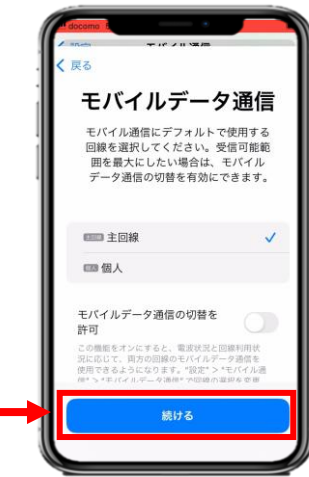 docomo
戻る
モバイルデータ通信
モバイル通信にデフォルトで使用する
回線を選択してください。受信可能範
囲を最大にしたい場合は、モバイル
データ通信の切替を有効にできます。
主回線 主回線
個人 個人
モバイルデータ通信の切替を
許可
この機能をオンにすると、電波状況と回線利用状
況に応じて、両方の回線のモバイルデータ通信を
使用できるようになります。"設定" > "モバイル通
信" > "モバイルデータ通信" で回線の選択を変更
続ける